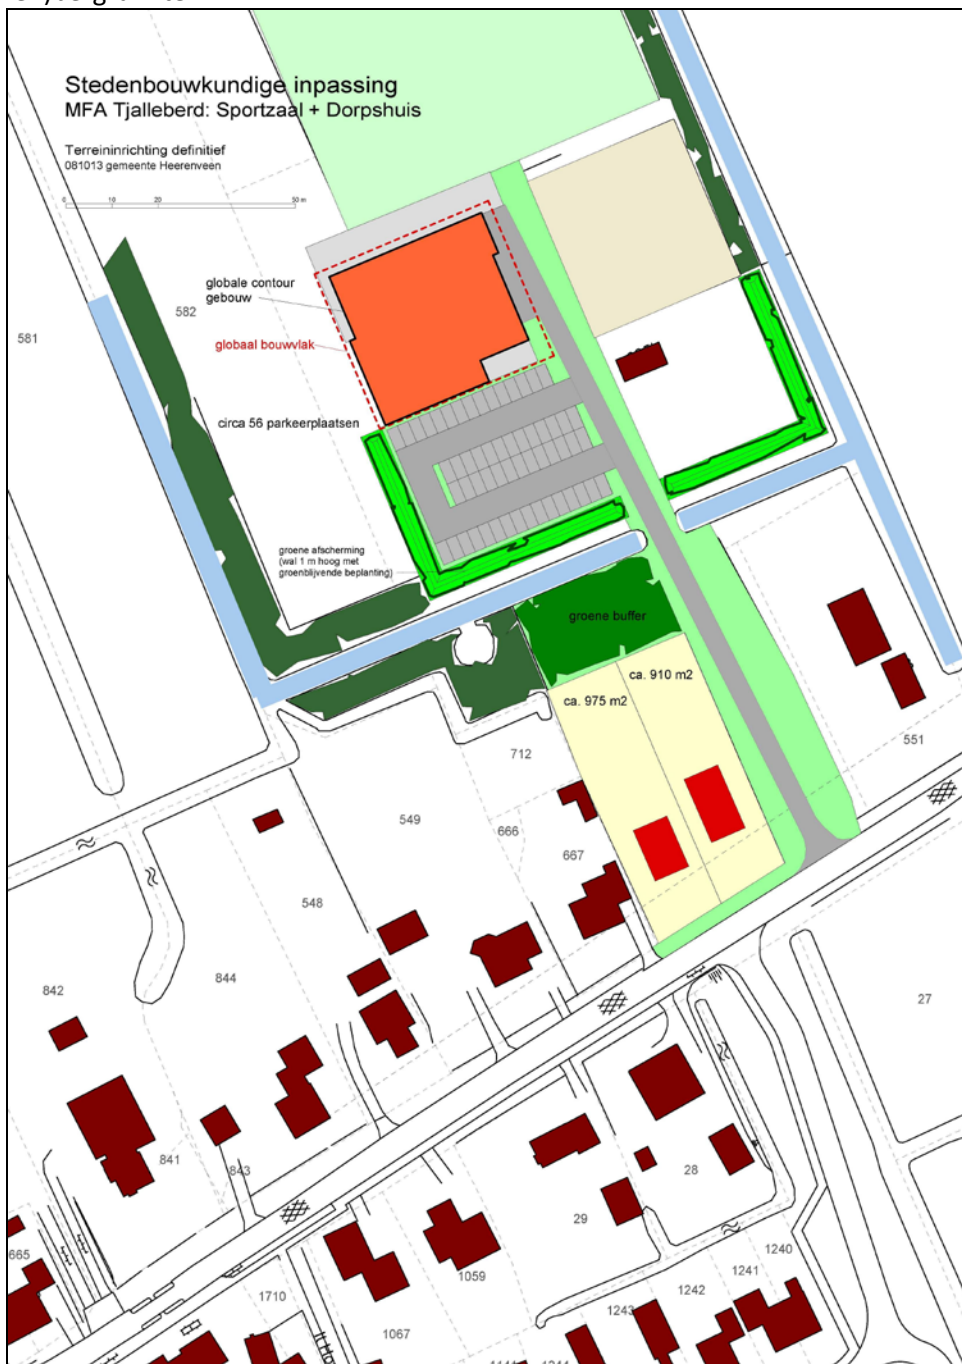 Stedenbouwkundige inpassing
MFA Tjalleberd: Sportzaal + Dorpshuis
Terreininrichting definitief
081013 gemeente Heerenveen
0 10 20 50 m
globale contour
gebouw
582
581
globaal bouwvlak
circa 56 parkeerplaatsen
groene afscherming
(wal 1 m hoog met
groenblijvende beplanting)
groene buffer
ca. 910 m2
ca. 975 m2
551
712
549
666
667
548
844
842
27
841
843
28
29
665
1059
1240
1241
1242
1243
1710
1067